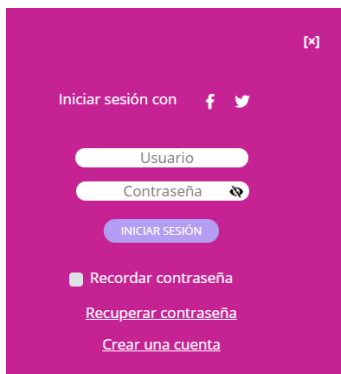 [×]
Iniciar sesión con
Usuario
Contraseña
INICIAR SESIÓN
Recordar contraseña
Recuperar contraseña
Crear una cuenta